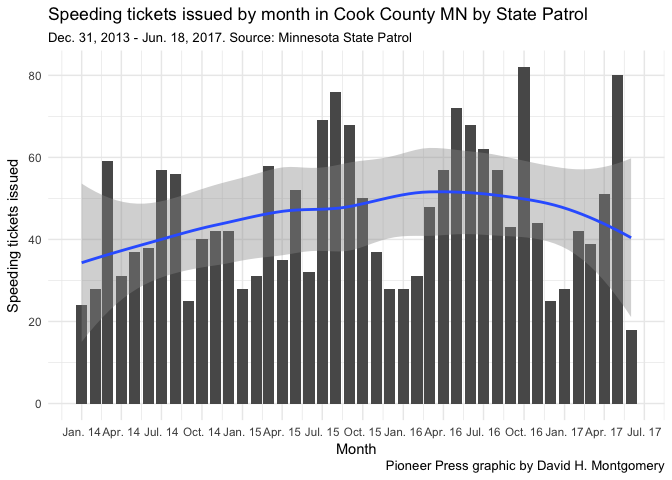 Speeding tickets issued by month in Cook County MN by State Patrol
Dec. 31, 2013 - Jun. 18, 2017. Source: Minnesota State Patrol
80
60
40
20
0
Speeding tickets issued
Jan. 14 Apr. 14 Jul. 14 Oct. 14 Jan. 15 Apr. 15 Jul. 15 Oct. 15 Jan. 16 Apr. 16 Jul. 16 Oct. 16 Jan. 17 Apr. 17 Jul. 17
Month
Pioneer Press graphic by David H. Montgomery